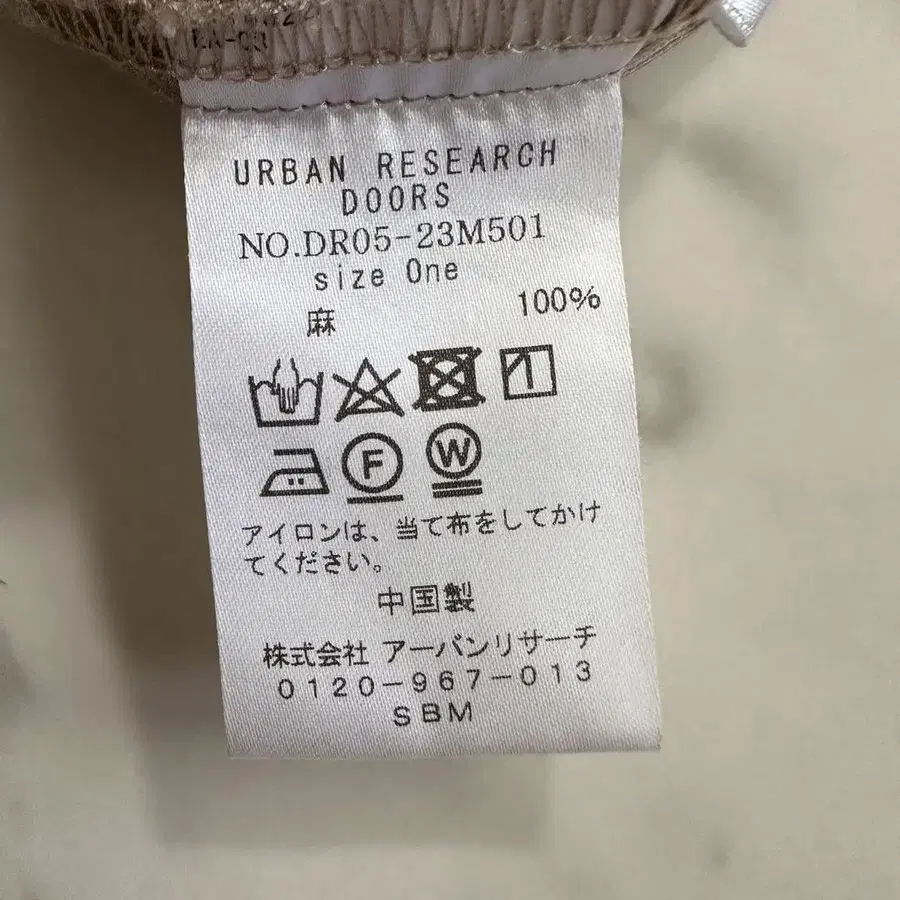 URBAN RESEARCH
DOORS
NO.DR05-23M501
size One
麻 100%
F W
アイロンは、当て布をしてかけ
てください。
中国製
株式会社 アーバンリサーチ
0120-967-013
SBM